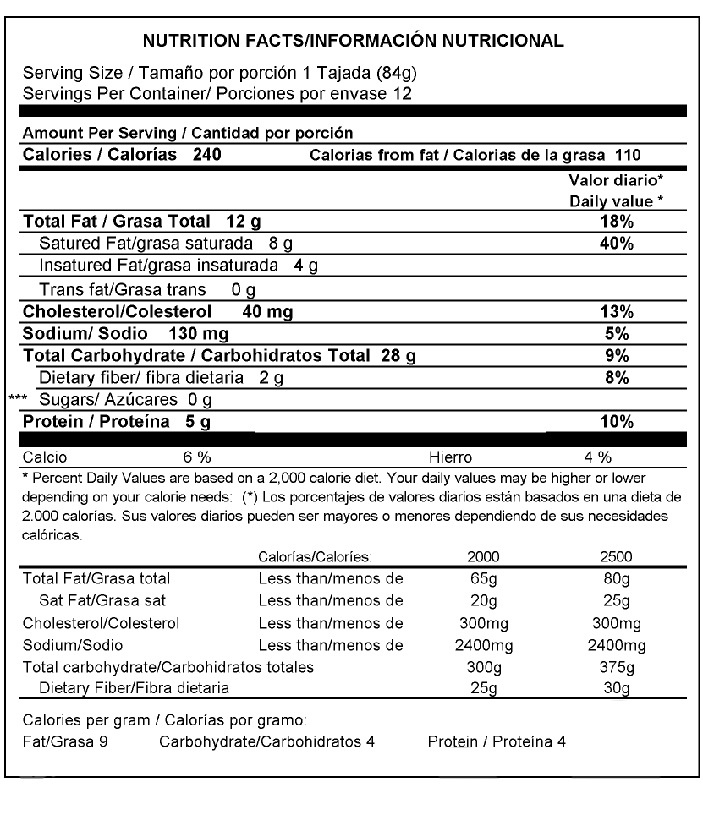 NUTRITION FACTS/INFORMACIÓN NUTRICIONAL
Serving Size / Tamaño por porción 1 Tajada (84g)
Servings Per Container/ Porciones por envase 12
Amount Per Serving / Cantidad por porción
Calories / Calorías 240 Calorias from fat / Calorias de la grasa 110
Valor diario*
Daily value *
Total Fat / Grasa Total 12 g 18%
Satured Fat/grasa saturada 8 g 40%
Insatured Fat/grasa insaturada 4 g
Trans fat/Grasa trans 0 g
Cholesterol/Colesterol 40 mg 13%
Sodium/ Sodio 130 mg 5%
Total Carbohydrate / Carbohidratos Total 28 g 9%
Dietary fiber/ fibra dietaria 2 g 8%
*** Sugars/ Azúcares 0 g
Protein / Proteína 5 g 10%
Calcio 6 % Hierro 4 %
* Percent Daily Values are based on a 2,000 calorie diet. Your daily values may be higher or lower
depending on your calorie needs: (*) Los porcentajes de valores diarios están basados en una dieta de
2.000 calorías. Sus valores diarios pueden ser mayores o menores dependiendo de sus necesidades
calóricas.
Calorías/Caloríes: 2000 2500
Total Fat/Grasa total Less than/menos de 65g 80g
Sat Fat/Grasa sat Less than/menos de 20g 25g
Cholesterol/Colesterol Less than/menos de 300mg 300mg
Sodium/Sodio Less than/menos de 2400mg 2400mg
Total carbohydrate/Carbohidratos totales 300g 375g
Dietary Fiber/Fibra dietaria 25g 30g
Calories per gram / Calorías por gramo:
Fat/Grasa 9 Carbohydrate/Carbohidratos 4 Protein / Proteína 4